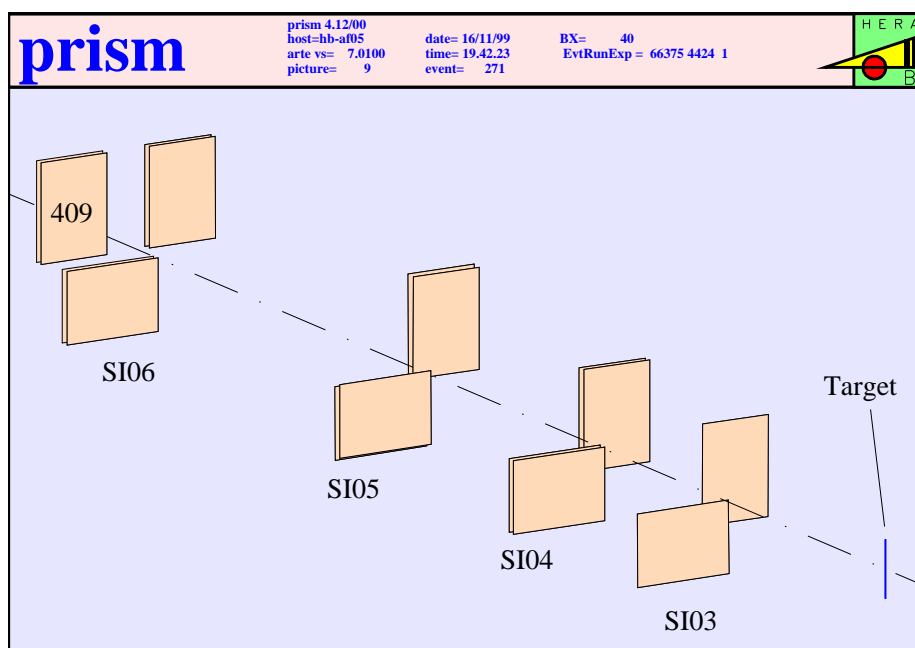 prism
prism 4.12/00
host=hb-af05 date= 16/11/99 BX= 40
arte vs= 7.0100 time= 19.42.23 EvtRunExp = 66375 4424 1
picture= 9 event= 271
HERA
B
409
SI06
Target
SI05
SI04
SI03